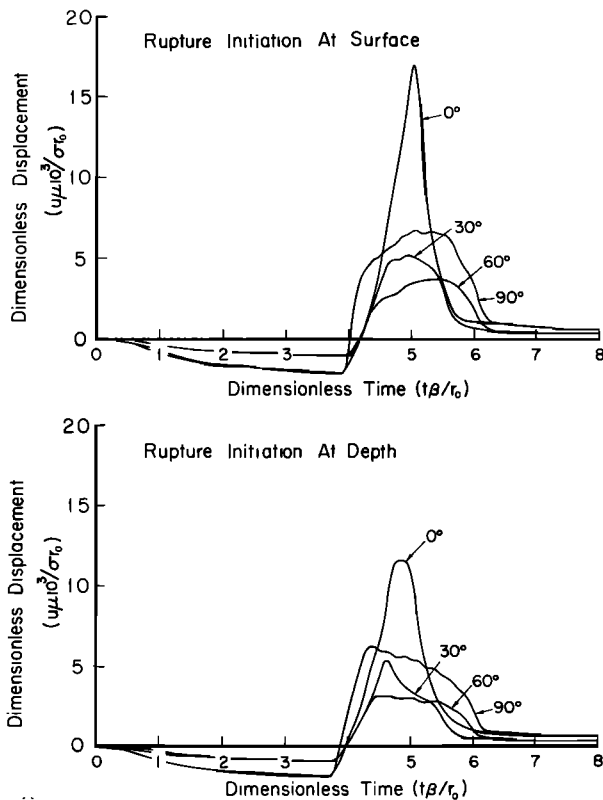 20
15
10
5
0
Dimensionless Displacement
(uμ10³/σr₀)
Rupture Initiation At Surface
0°
30°
60°
90°
0 1 2 3 4 5 6 7 8
Dimensionless Time (tβ/r₀)
20
15
10
5
0
Dimensionless Displacement
(uμ10³/σr₀)
Rupture Initiation At Depth
0°
30°
60°
90°
0 1 2 3 4 5 6 7 8
Dimensionless Time (tβ/r₀)